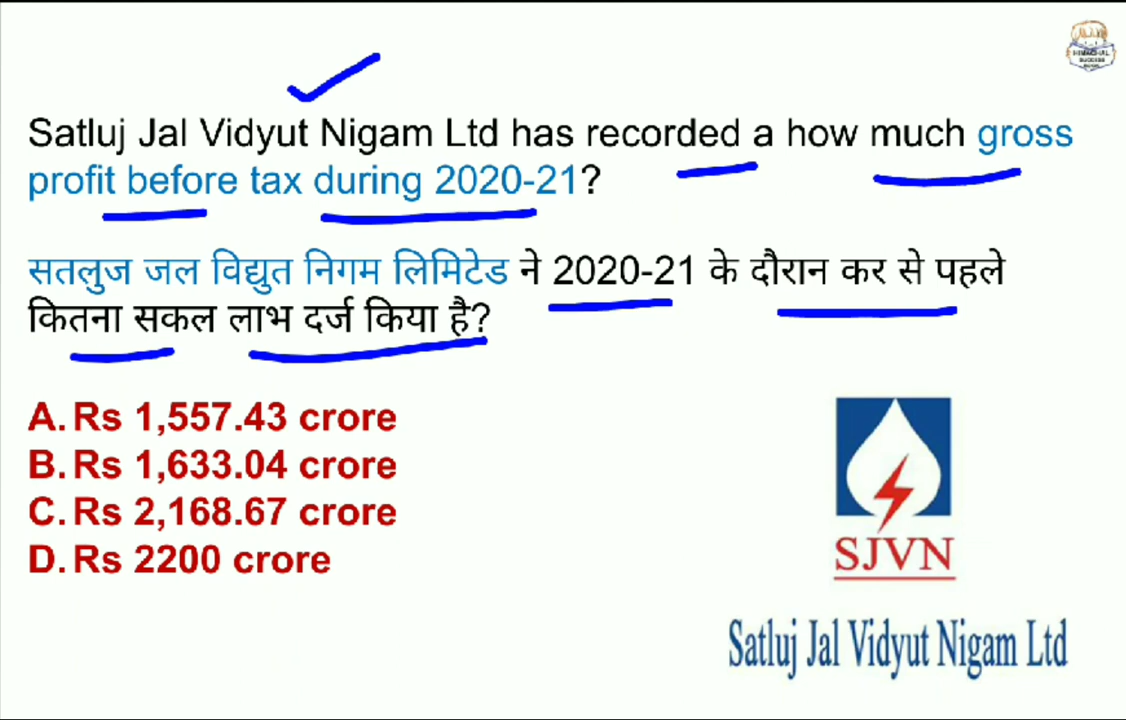 Satluj Jal Vidyut Nigam Ltd has recorded a how much gross
profit before tax during 2020-21?
सतलुज जल विद्युत निगम लिमिटेड ने 2020-21 के दौरान कर से पहले
कितना सकल लाभ दर्ज किया है?
A. Rs 1,557.43 crore
B. Rs 1,633.04 crore
C. Rs 2,168.67 crore
D. Rs 2200 crore
SJVN
Satluj Jal Vidyut Nigam Ltd